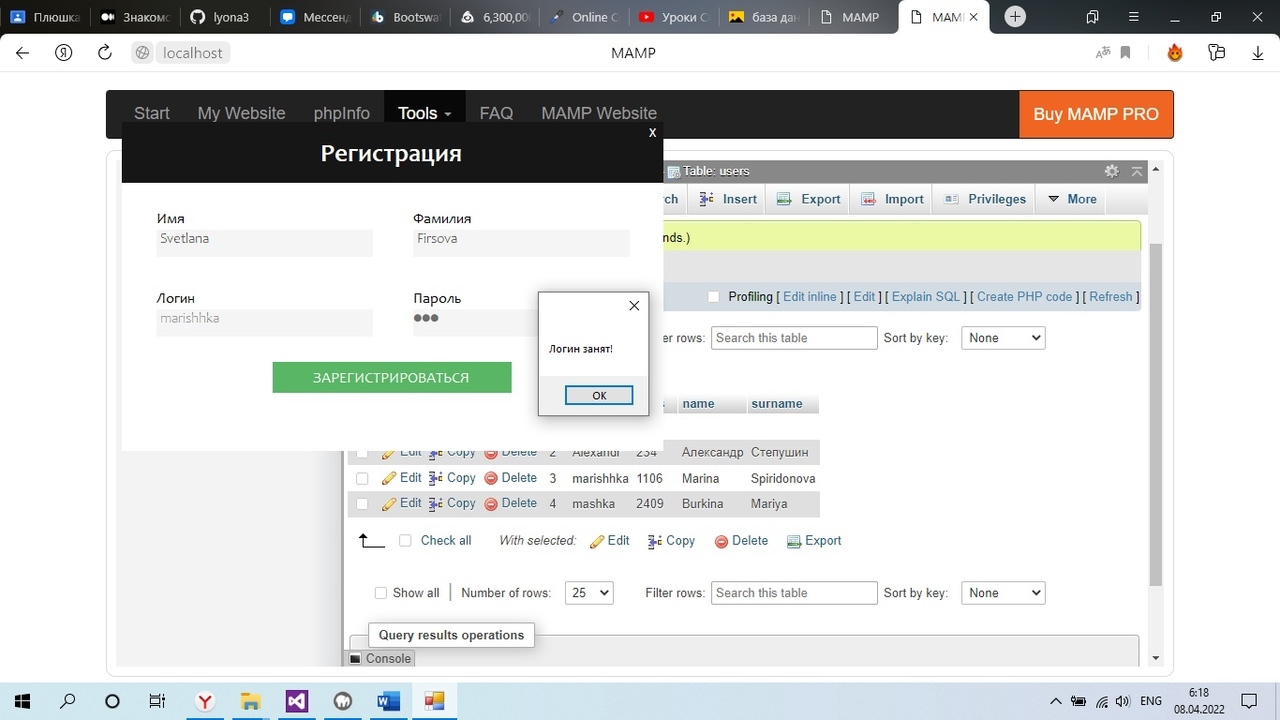 Плюшка
Знакомс
lyona3
Мессенд
Bootswat
6,300,00
Online C
Уроки C
база дан
MAMP
MAMP
localhost
MAMP
Start My Website phpInfo Tools FAQ MAMP Website Buy MAMP PRO
X
Регистрация
Table: users
Insert Export Import Privileges More
Имя Фамилия
Svetlana Firsova
nds.)
Логин Пароль
marishhka
Profiling [ Edit inline ] [ Edit ] [ Explain SQL ] [ Create PHP code ] [ Refresh ]
Search this table Sort by key: None
Логин занят!
ЗАРЕГИСТРИРОВАТЬСЯ
OK
name surname
Edit Copy Delete 2 Alexandr 234 Александр Степушин
Edit Copy Delete 3 marishhka 1106 Marina Spiridonova
Edit Copy Delete 4 mashka 2409 Burkina Mariya
Check all With selected: Edit Copy Delete Export
Show all Number of rows: 25 Filter rows: Search this table Sort by key: None
Query results operations
Console
ENG
6:18
08.04.2022